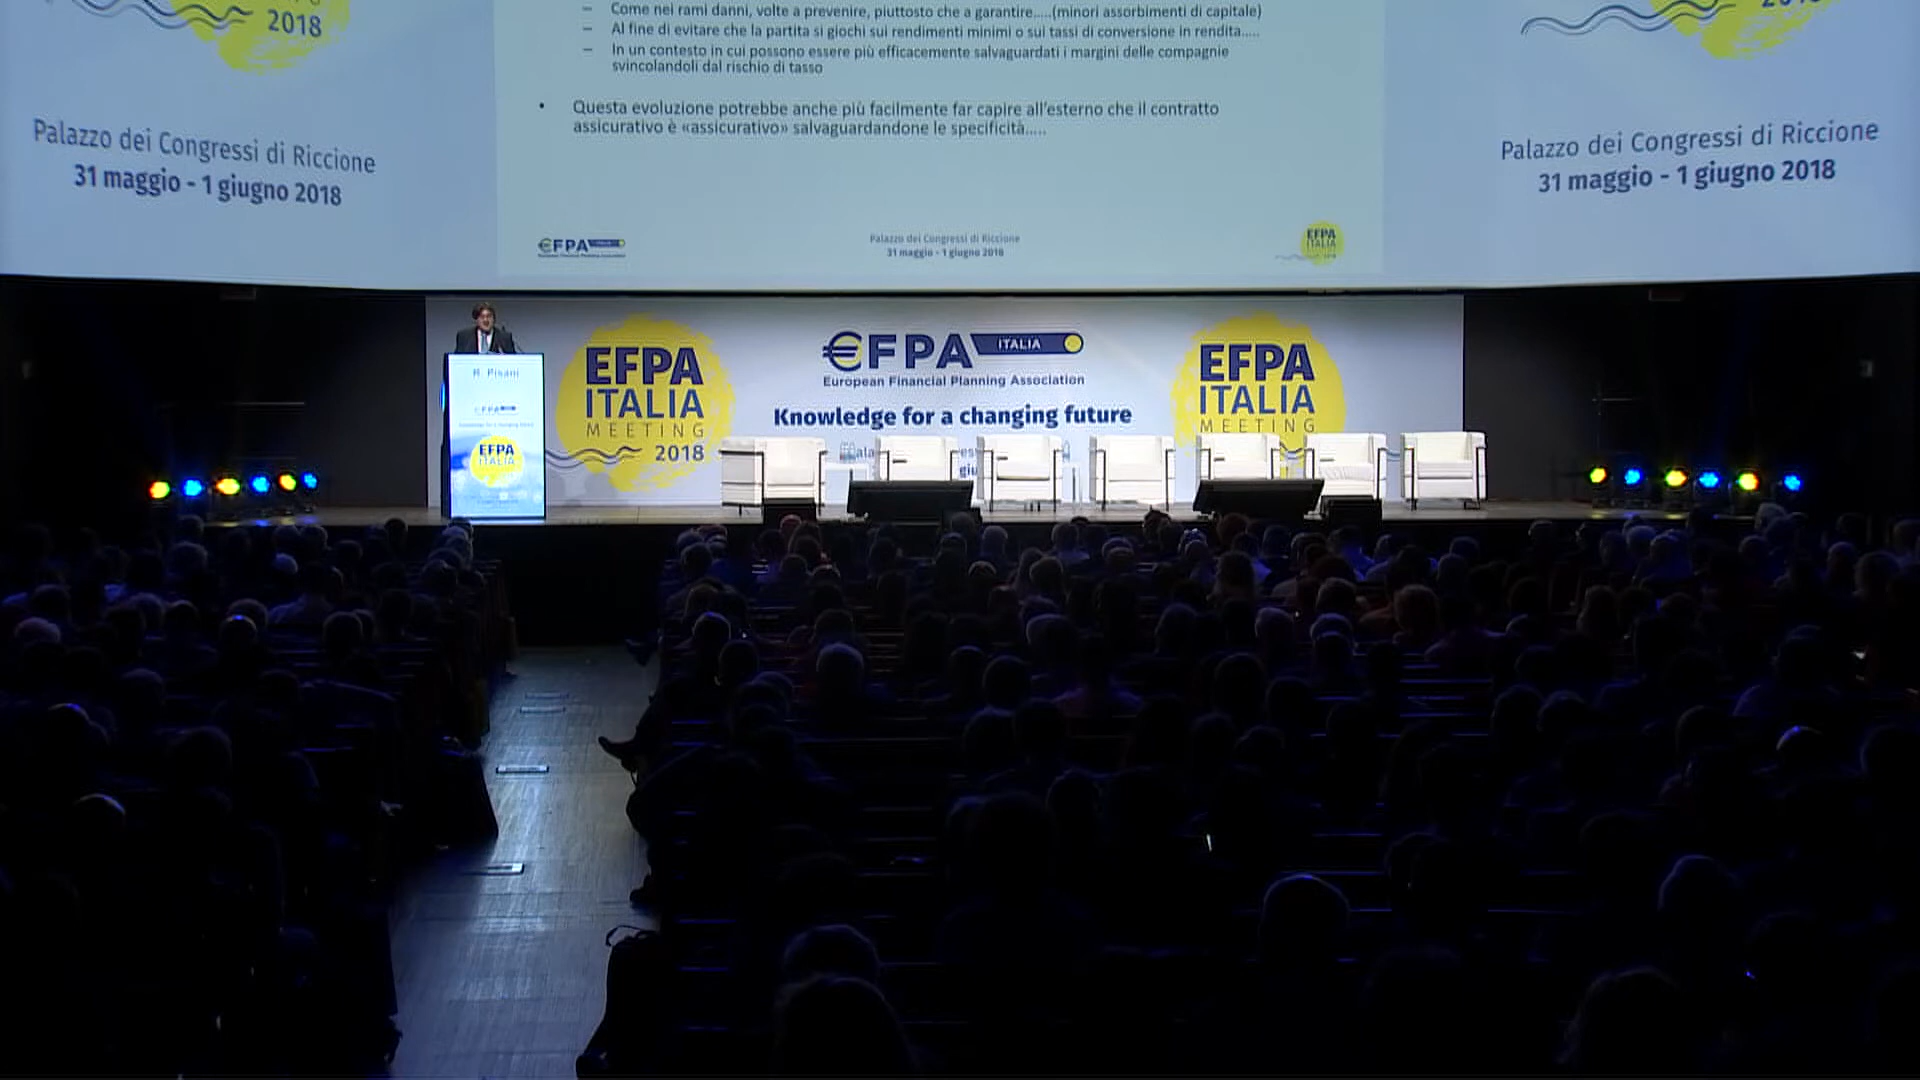 2018
Palazzo dei Congressi di Riccione
31 maggio - 1 giugno 2018
– Come nei rami danni, volte a prevenire, piuttosto che a garantire.....(minori assorbimenti di capitale)
– Al fine di evitare che la partita si giochi sui rendimenti minimi o sui tassi di conversione in rendita.....
– In un contesto in cui possono essere più efficacemente salvaguardati i margini delle compagnie
svincolandoli dal rischio di tasso
• Questa evoluzione potrebbe anche più facilmente far capire all'esterno che il contratto
assicurativo è «assicurativo» salvaguardandone le specificità.....
€FPA
Palazzo dei Congressi di Riccione
31 maggio - 1 giugno 2018
EFPA
ITALIA
2018
Palazzo dei Congressi di Riccione
31 maggio - 1 giugno 2018
R. Pisani
EFPA
ITALIA
EFPA
ITALIA
MEETING
2018
€FPA ITALIA
European Financial Planning Association
Knowledge for a changing future
EFPA
ITALIA
MEETING